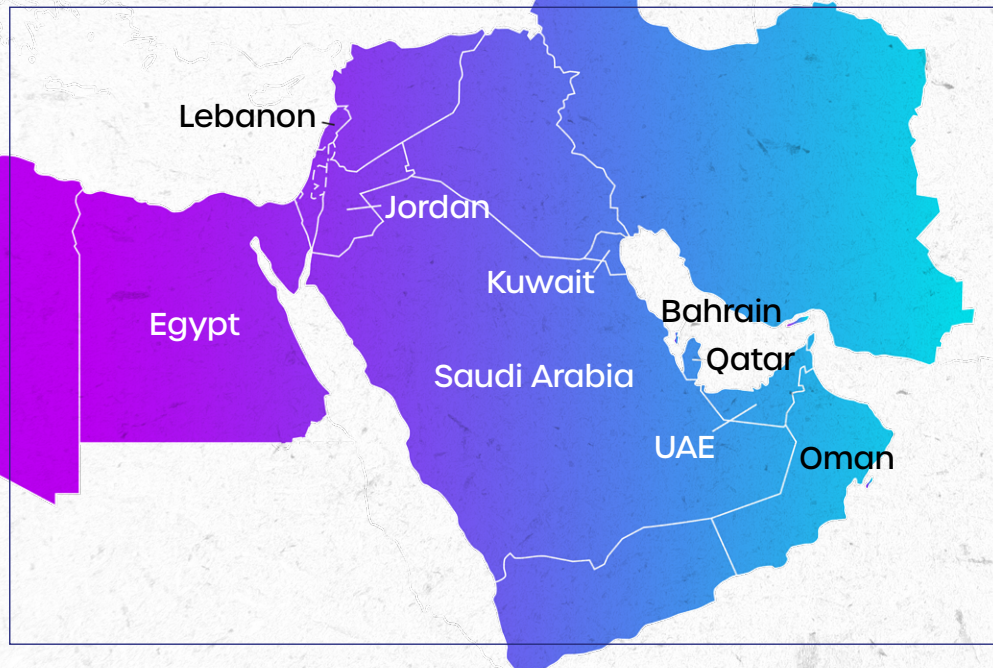 Lebanon
Jordan
Kuwait
Bahrain
Egypt
Qatar
Saudi Arabia
UAE
Oman